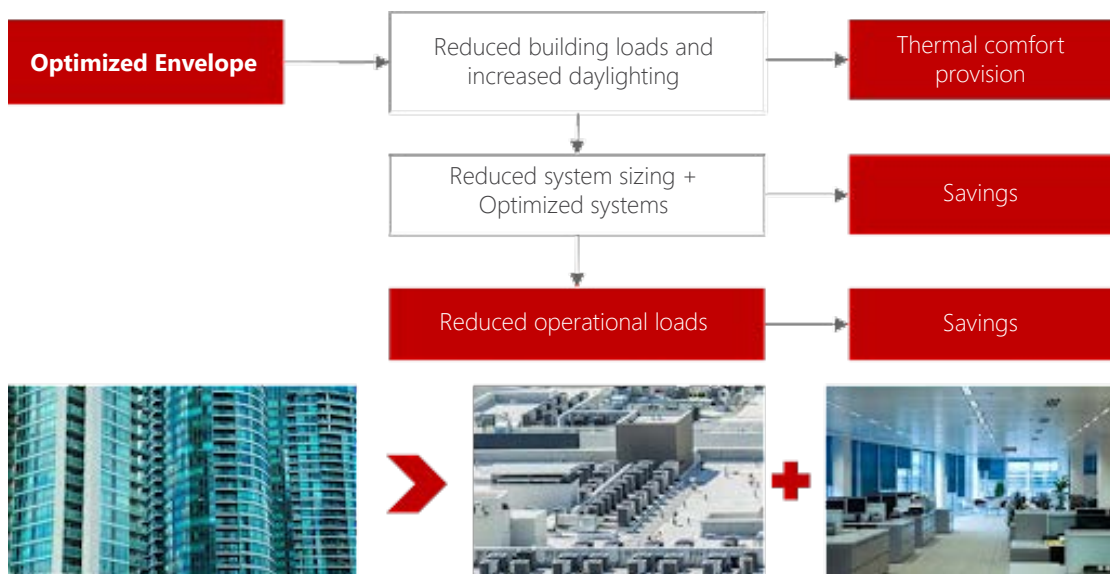 Optimized Envelope
Reduced building loads and
increased daylighting
Thermal comfort
provision
Reduced system sizing +
Optimized systems
Savings
Reduced operational loads
Savings